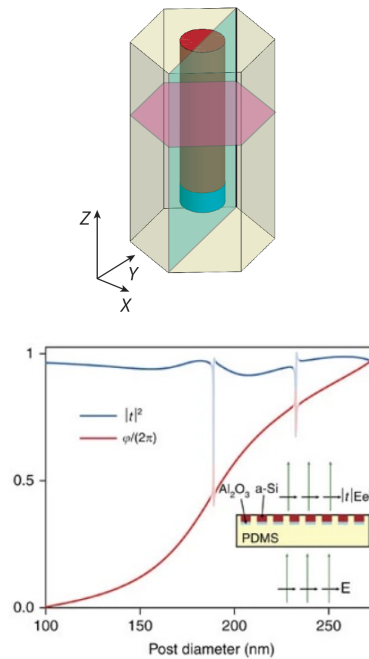 Z
Y
X
1
|t|²
φ/(2π)
0.5
Al₂O₃ a-Si
|t|Ee
PDMS
E
0.0
100 150 200 250
Post diameter (nm)